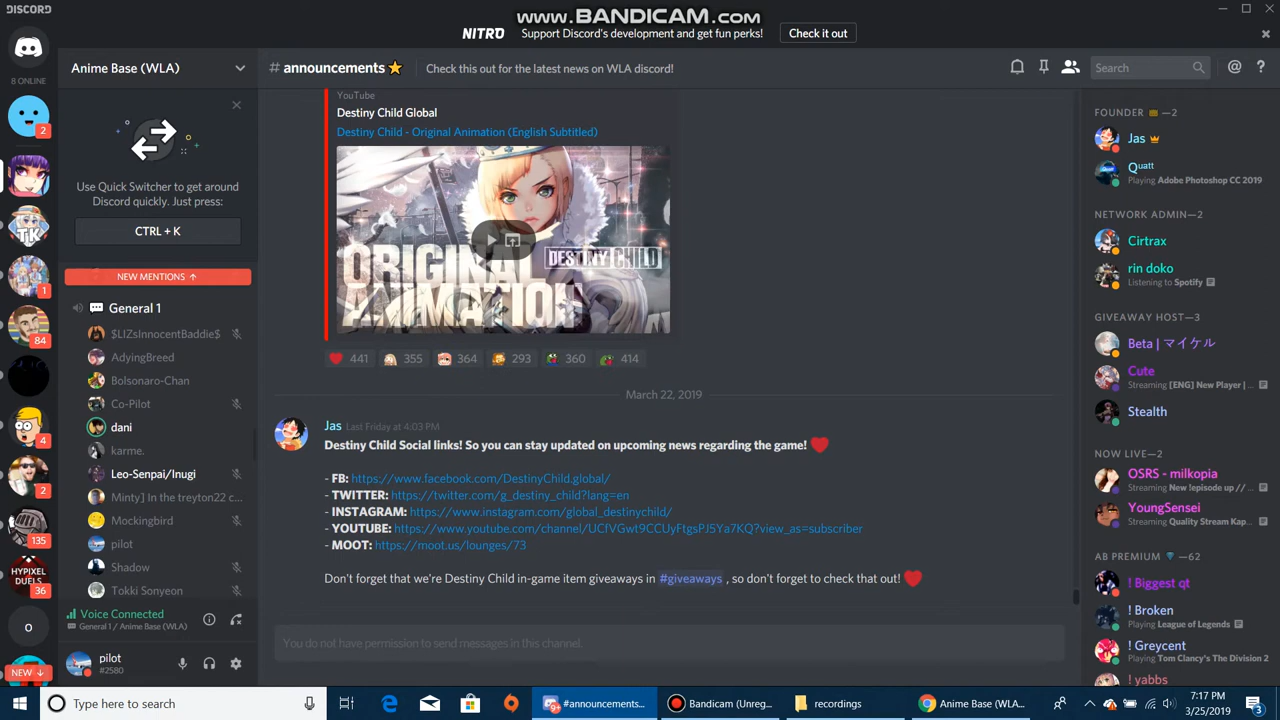 DISCORD
www.BANDICAM.com
NITRO Support Discord's development and get fun perks! Check it out
8 ONLINE
2
TK
1
84
4
2
135
HYPIXEL
DUELS
36
o
NEW ↓
Anime Base (WLA)
Use Quick Switcher to get around
Discord quickly. Just press:
CTRL + K
NEW MENTIONS ↑
General 1
$LIZsInnocentBaddie$
AdyingBreed
Bolsonaro-Chan
Co-Pilot
dani
karme.
Leo-Senpai/Inugi
Minty] In the treyton22 c...
Mockingbird
pilot
Shadow
Tokki Sonyeon
Voice Connected
General 1 / Anime Base (WLA)
pilot
#2580
# announcements⭐ Check this out for the latest news on WLA discord!
Search
YouTube
Destiny Child Global
Destiny Child - Original Animation (English Subtitled)
ORIGINAL
ANIMATION
DESTINY CHILD
441 355 364 293 360 414
March 22, 2019
Jas Last Friday at 4:03 PM
Destiny Child Social links! So you can stay updated on upcoming news regarding the game! ❤
- FB: https://www.facebook.com/DestinyChild.global/
- TWITTER: https://twitter.com/g_destiny_child?lang=en
- INSTAGRAM: https://www.instagram.com/global_destinychild/
- YOUTUBE: https://www.youtube.com/channel/UCfVGwt9CCUyFtgsPJ5Ya7KQ?view_as=subscriber
- MOOT: https://moot.us/lounges/73
Don't forget that we're Destiny Child in-game item giveaways in #giveaways , so don't forget to check that out! ❤
You do not have permission to send messages in this channel.
FOUNDER —2
Jas
Quatt
Playing Adobe Photoshop CC 2019
NETWORK ADMIN—2
Cirtrax
rin doko
Listening to Spotify
GIVEAWAY HOST—3
Beta | マイケル
Cute
Streaming [ENG] New Player | ...
Stealth
NOW LIVE—2
OSRS - milkopia
Streaming New !episode up // ...
YoungSensei
Streaming Quality Stream Kap...
AB PREMIUM —62
! Biggest qt
! Broken
Playing League of Legends
! Greycent
Playing Tom Clancy's The Division 2
! yabbs
Type here to search
9+
#announcements...
Bandicam (Unreg...
recordings
Anime Base (WLA...
7:17 PM
3/25/2019
3